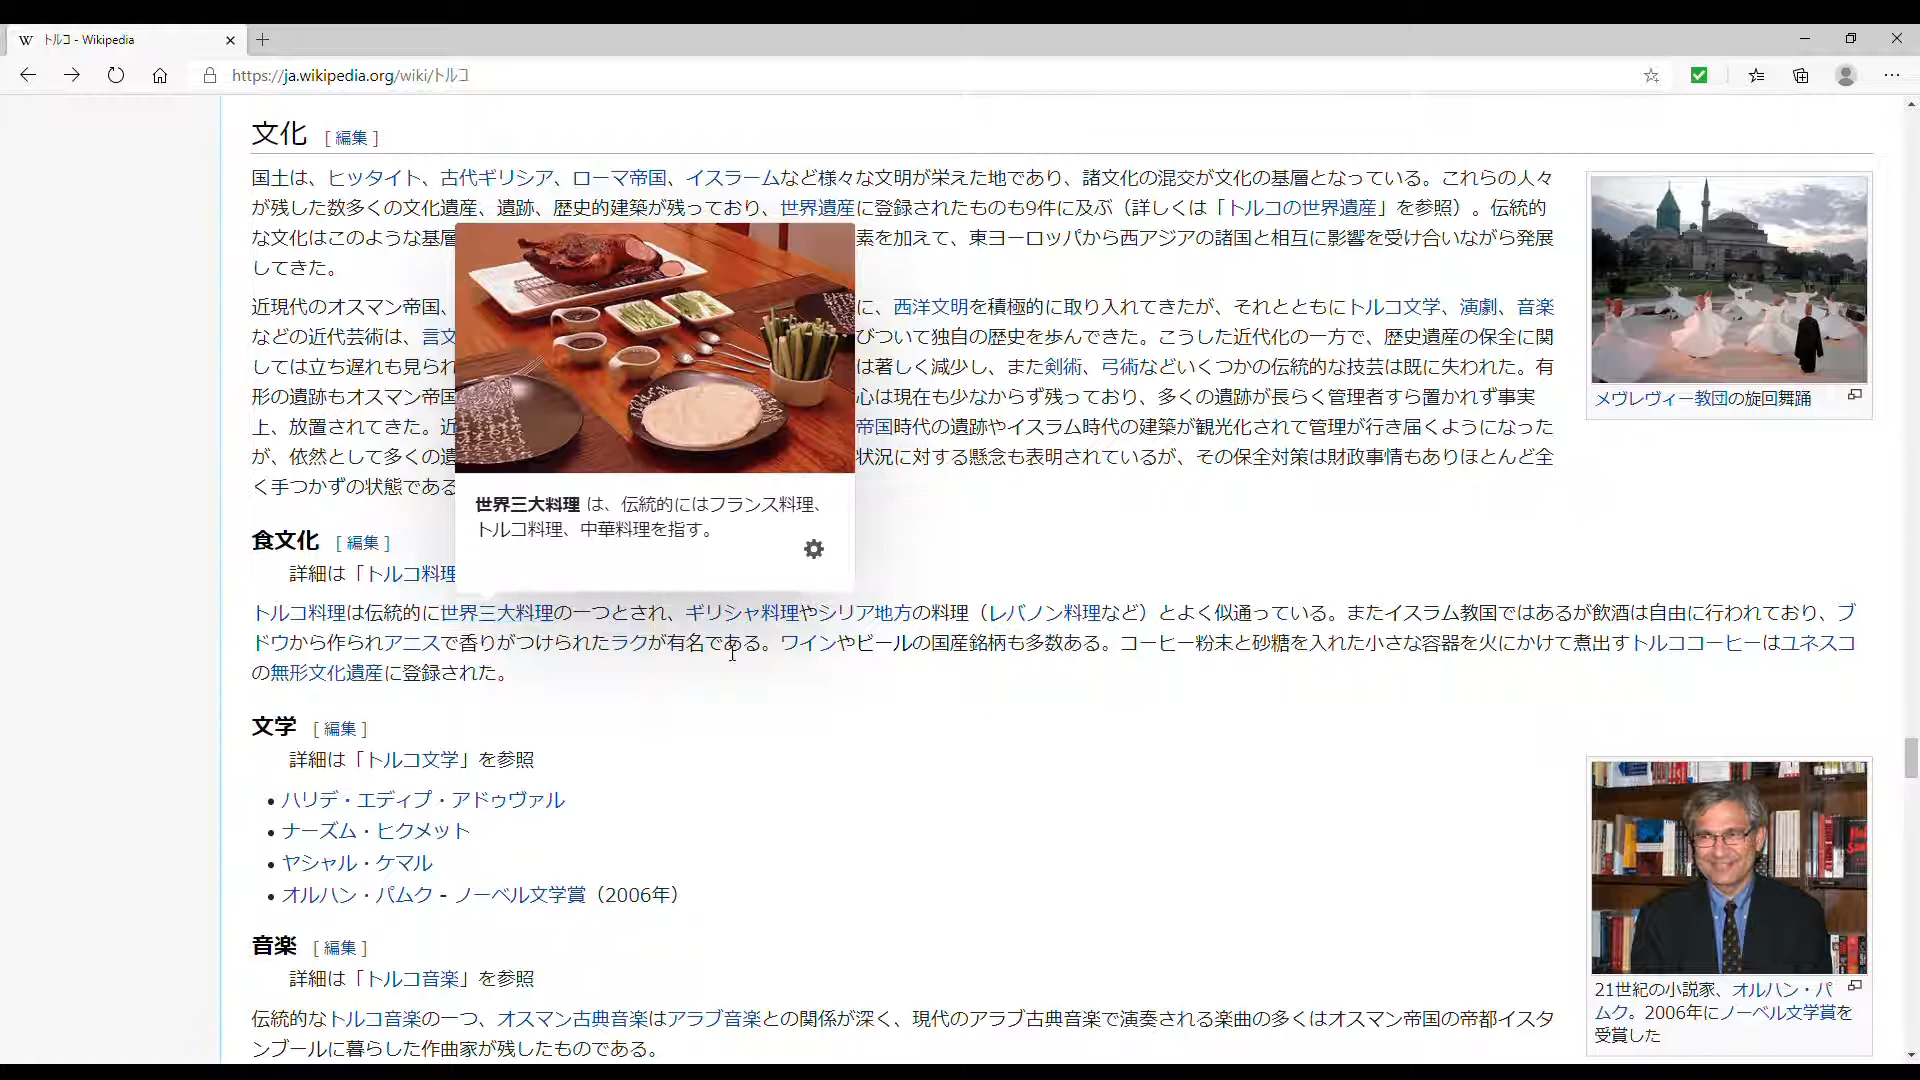 トルコ - Wikipedia
https://ja.wikipedia.org/wiki/トルコ
文化 [ 編集 ]
国土は、ヒッタイト、古代ギリシア、ローマ帝国、イスラームなど様々な文明が栄えた地であり、諸文化の混交が文化の基層となっている。これらの人々
が残した数多くの文化遺産、遺跡、歴史的建築が残っており、世界遺産に登録されたものも9件に及ぶ（詳しくは「トルコの世界遺産」を参照）。伝統的
な文化はこのような基層 素を加えて、東ヨーロッパから西アジアの諸国と相互に影響を受け合いながら発展
してきた。
近現代のオスマン帝国、 に、西洋文明を積極的に取り入れてきたが、それとともにトルコ文学、演劇、音楽
などの近代芸術は、言文 びついて独自の歴史を歩んできた。こうした近代化の一方で、歴史遺産の保全に関
しては立ち遅れも見られ は著しく減少し、また剣術、弓術などいくつかの伝統的な技芸は既に失われた。有
形の遺跡もオスマン帝国 心は現在も少なからず残っており、多くの遺跡が長らく管理者すら置かれず事実
上、放置されてきた。近 帝国時代の遺跡やイスラム時代の建築が観光化されて管理が行き届くようになった
が、依然として多くの遺 状況に対する懸念も表明されているが、その保全対策は財政事情もありほとんど全
く手つかずの状態である
メヴレヴィー教団の旋回舞踊
世界三大料理 は、伝統的にはフランス料理、
トルコ料理、中華料理を指す。
食文化 [ 編集 ]
詳細は「トルコ料理
トルコ料理は伝統的に世界三大料理の一つとされ、ギリシャ料理やシリア地方の料理（レバノン料理など）とよく似通っている。またイスラム教国ではあるが飲酒は自由に行われており、ブ
ドウから作られアニスで香りがつけられたラクが有名である。ワインやビールの国産銘柄も多数ある。コーヒー粉末と砂糖を入れた小さな容器を火にかけて煮出すトルココーヒーはユネスコ
の無形文化遺産に登録された。
文学 [ 編集 ]
詳細は「トルコ文学」を参照
• ハリデ・エディプ・アドゥヴァル
• ナーズム・ヒクメット
• ヤシャル・ケマル
• オルハン・パムク - ノーベル文学賞（2006年）
21世紀の小説家、オルハン・パ
ムク。2006年にノーベル文学賞を
受賞した
音楽 [ 編集 ]
詳細は「トルコ音楽」を参照
伝統的なトルコ音楽の一つ、オスマン古典音楽はアラブ音楽との関係が深く、現代のアラブ古典音楽で演奏される楽曲の多くはオスマン帝国の帝都イスタ
ンブールに暮らした作曲家が残したものである。